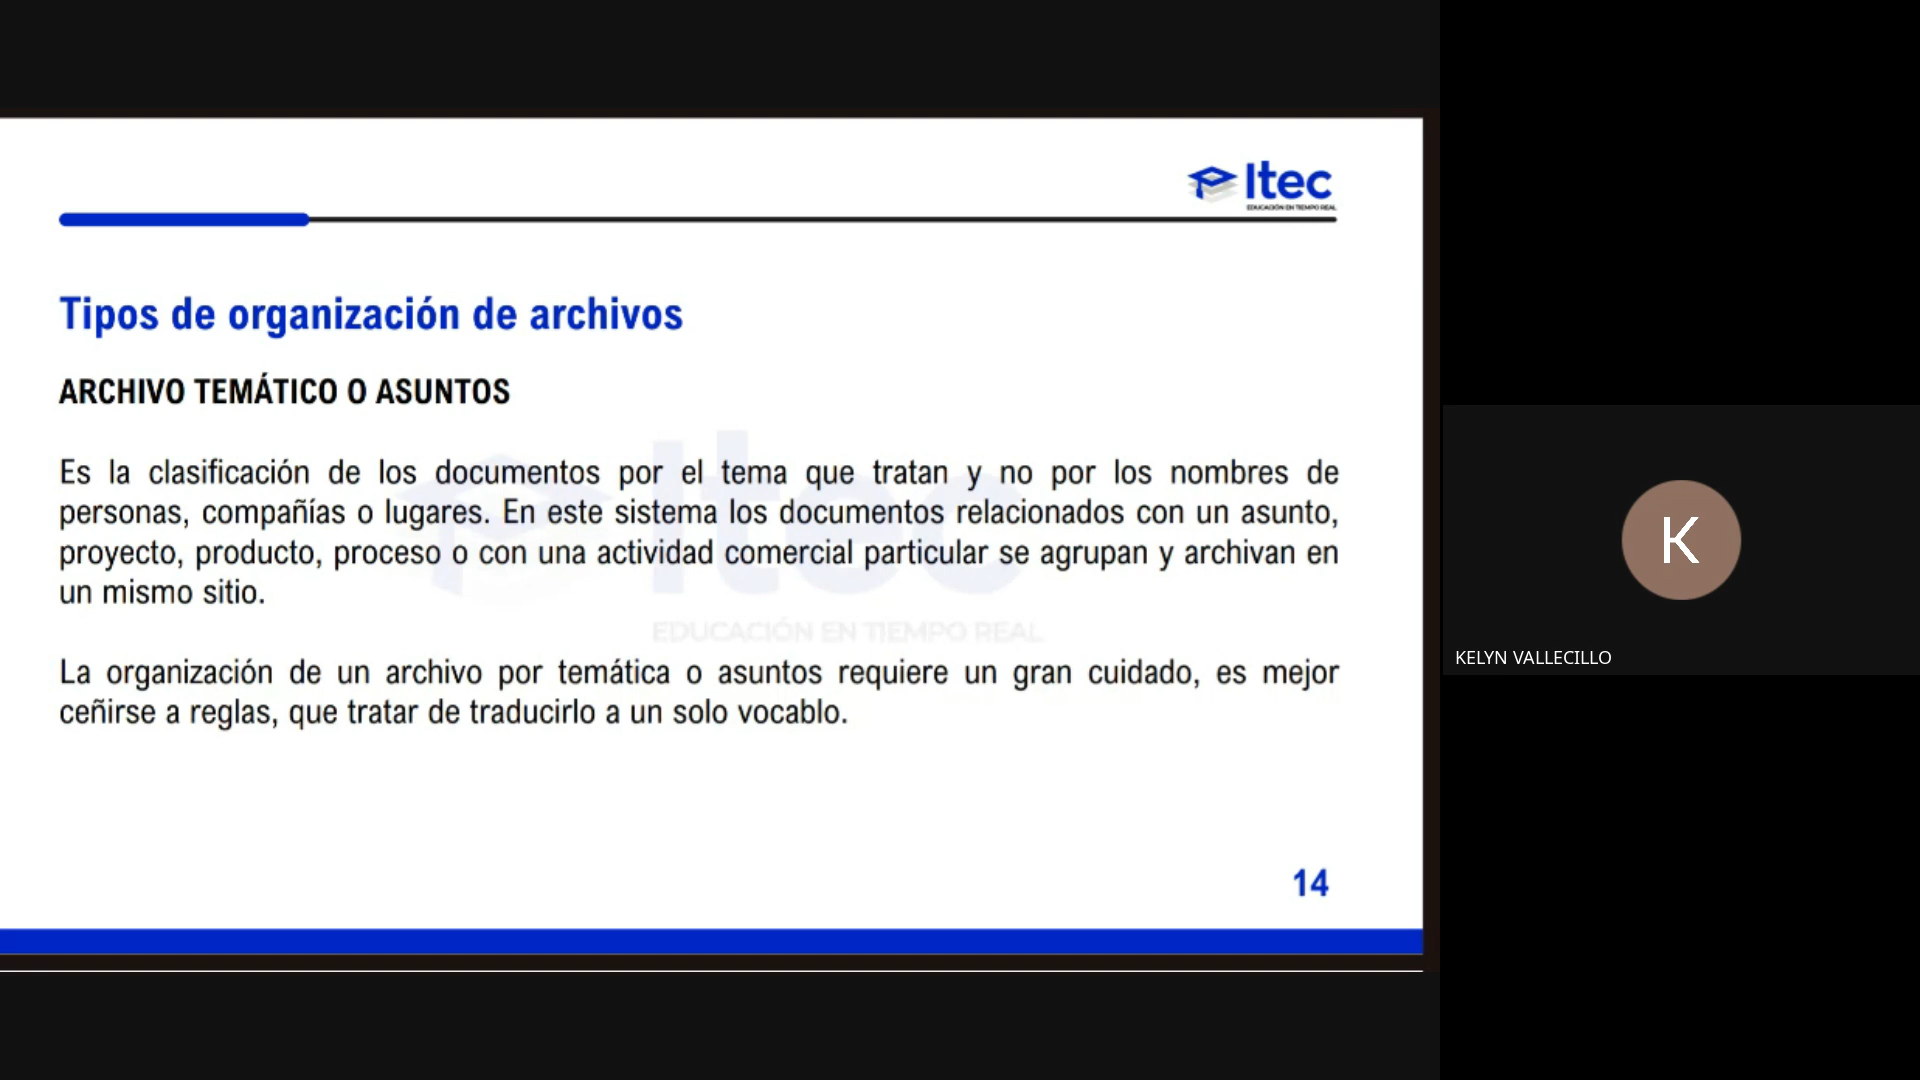 Itec
EDUCACIÓN EN TIEMPO REAL
Tipos de organización de archivos
ARCHIVO TEMÁTICO O ASUNTOS
Es la clasificación de los documentos por el tema que tratan y no por los nombres de
personas, compañías o lugares. En este sistema los documentos relacionados con un asunto,
proyecto, producto, proceso o con una actividad comercial particular se agrupan y archivan en
un mismo sitio.
Itec
EDUCACIÓN EN TIEMPO REAL
La organización de un archivo por temática o asuntos requiere un gran cuidado, es mejor
ceñirse a reglas, que tratar de traducirlo a un solo vocablo.
14
K
KELYN VALLECILLO